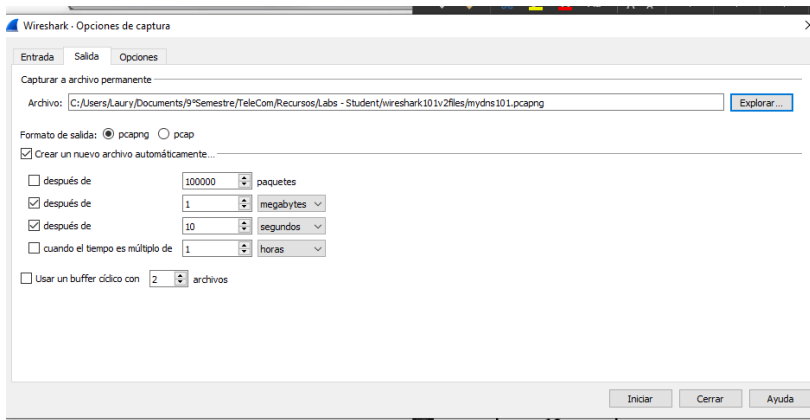 Wireshark · Opciones de captura
Entrada Salida Opciones
Capturar a archivo permanente
Archivo: C:/Users/Laury/Documents/9°Semestre/TeleCom/Recursos/Labs - Student/wireshark101v2files/mydns101.pcapng Explorar...
Formato de salida: pcapng pcap
Crear un nuevo archivo automáticamente...
después de 100000 paquetes
después de 1 megabytes
después de 10 segundos
cuando el tiempo es múltiplo de 1 horas
Usar un buffer cíclico con 2 archivos
Iniciar Cerrar Ayuda